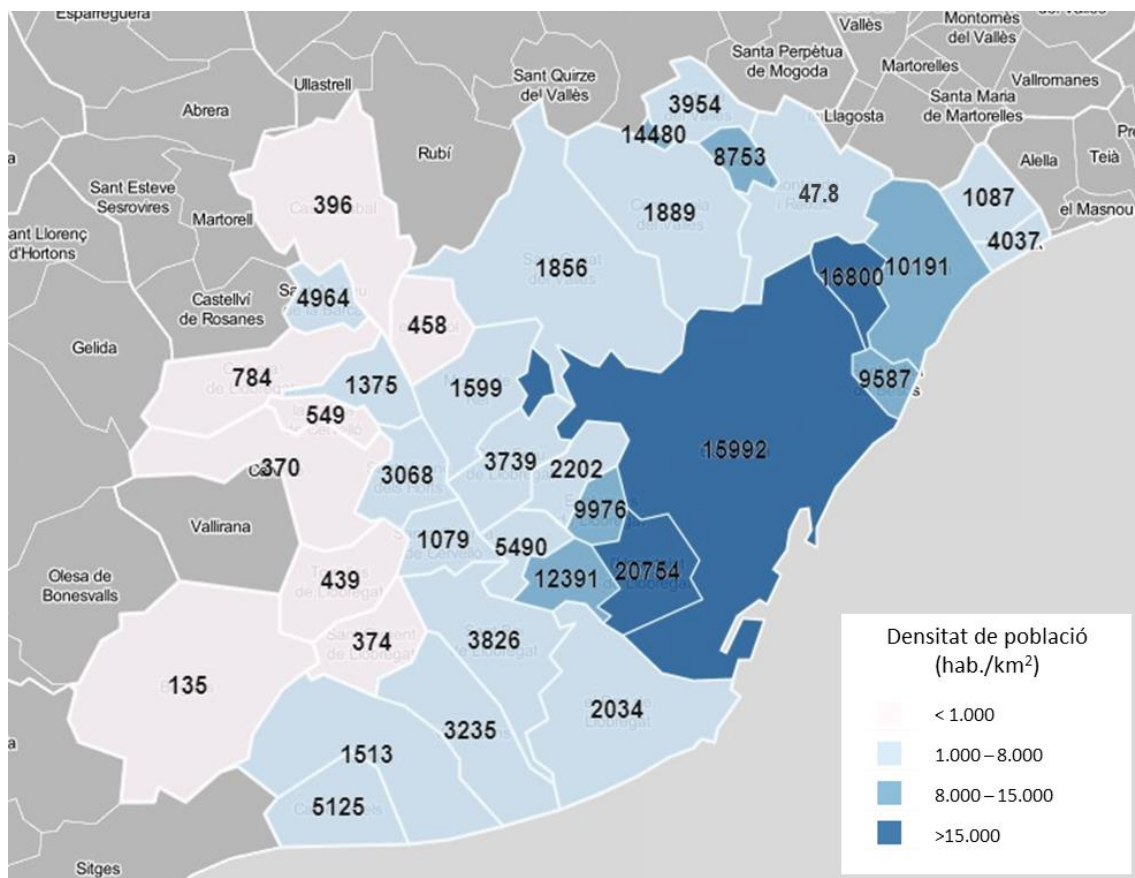 Esparreguera
Vallès
Montornès
del Vallès
Santa Perpètua
de Mogoda
Sant Quirze
del Vallès
Ullastrell
Martorelles
Vallromanes
Abrera
3954
Llagosta
Santa Maria
de Martorelles
14480
Rubí
8753
Alella
Teià
Sant Esteve
Sesrovires
Martorell
396
1889
47.8
1087
el Masnou
ant Llorenç
d'Hortons
4037
1856
16800
10191
4964
Castellví
de Rosanes
458
Gelida
784
1375
1599
9587
549
15992
370
3068
3739
2202
Vallirana
9976
1079
5490
Olesa de
Bonesvalls
439
12391
20754
374
3826
135
2034
3235
1513
5125
Sitges
Densitat de població
(hab./km²)
< 1.000
1.000 – 8.000
8.000 – 15.000
>15.000